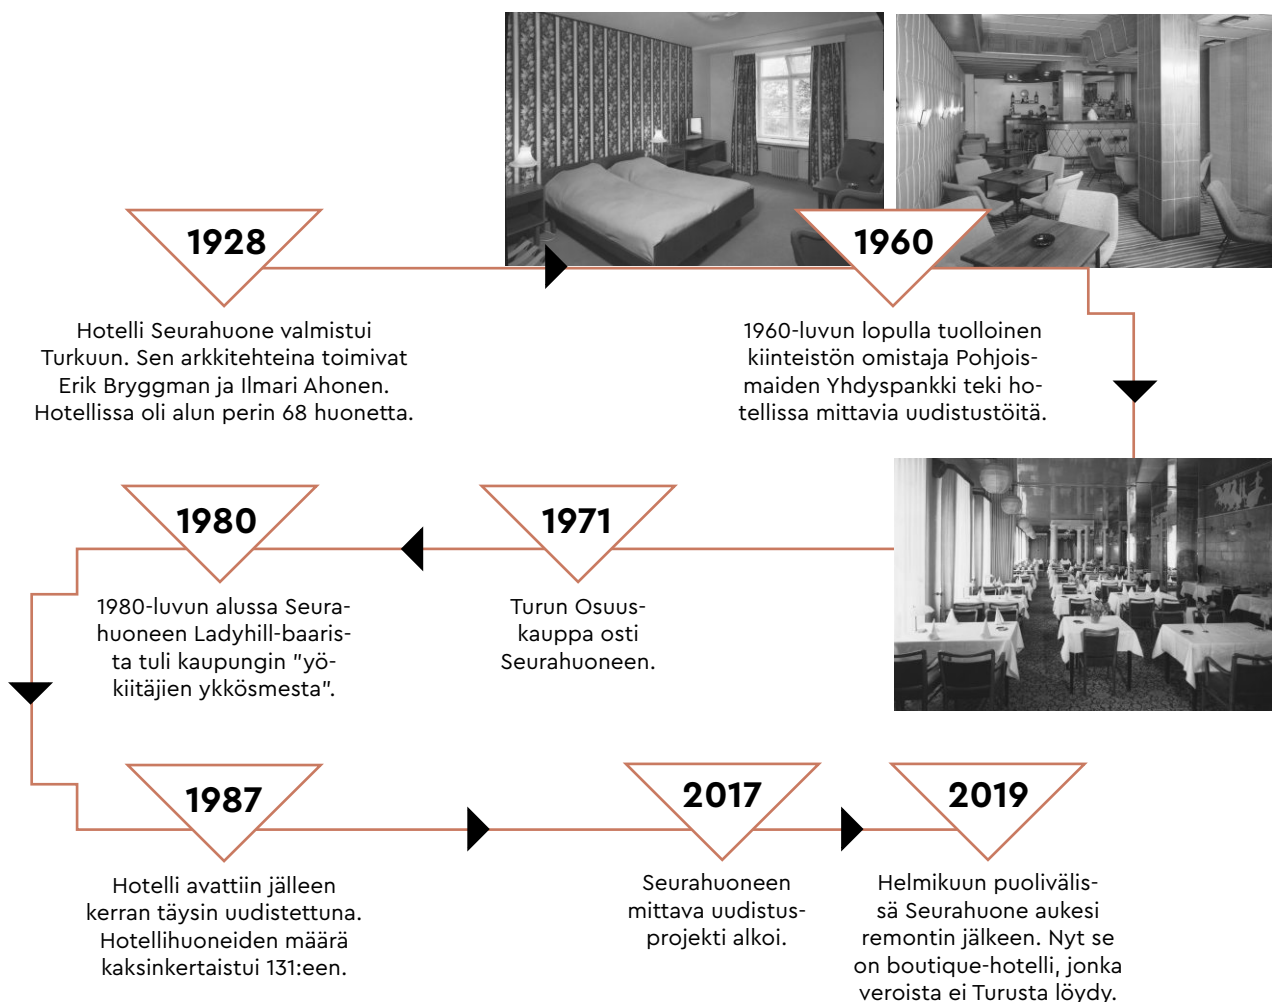 1928
Hotelli Seurahuone valmistui
Turkuun. Sen arkkitehteina toimivat
Erik Bryggman ja Ilmari Ahonen.
Hotellissa oli alun perin 68 huonetta.
1960
1960-luvun lopulla tuolloinen
kiinteistön omistaja Pohjois-
maiden Yhdyspankki teki ho-
tellissa mittavia uudistustöitä.
1971
Turun Osuus-
kauppa osti
Seurahuoneen.
1980
1980-luvun alussa Seura-
huoneen Ladyhill-baaris-
ta tuli kaupungin ”yö-
kiitäjien ykkösmesta”.
1987
Hotelli avattiin jälleen
kerran täysin uudistettuna.
Hotellihuoneiden määrä
kaksinkertaistui 131:een.
2017
Seurahuoneen
mittava uudistus-
projekti alkoi.
2019
Helmikuun puolivälis-
sä Seurahuone aukesi
remontin jälkeen. Nyt se
on boutique-hotelli, jonka
veroista ei Turusta löydy.